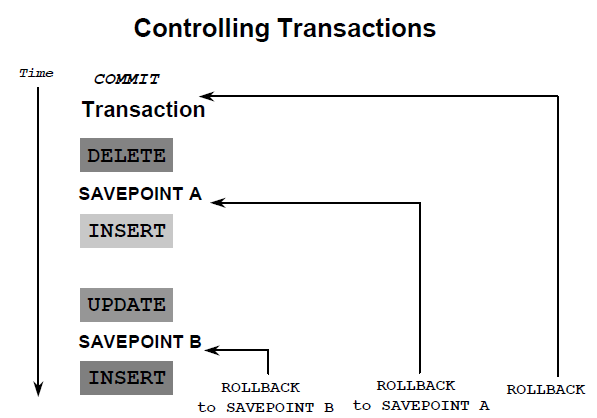 Controlling Transactions
Time
COMMIT
Transaction
DELETE
SAVEPOINT A
INSERT
UPDATE
SAVEPOINT B
INSERT
ROLLBACK
to SAVEPOINT B
ROLLBACK
to SAVEPOINT A
ROLLBACK